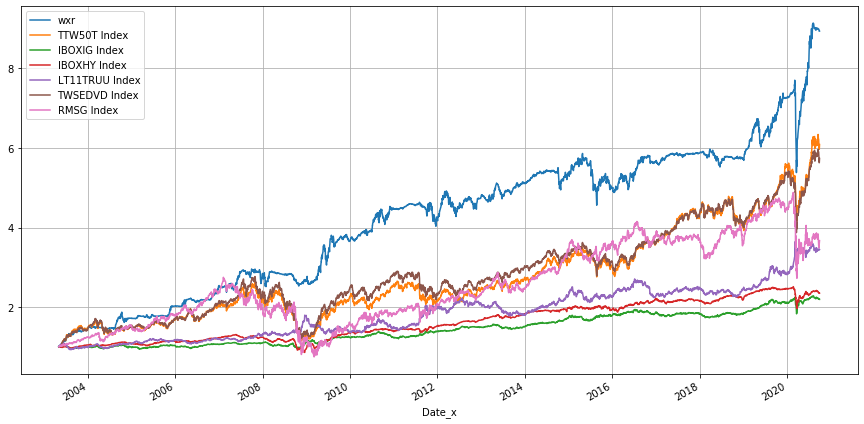 wxr
TTW50T Index
IBOXIG Index
IBOXHY Index
LT11TRUU Index
TWSEDVD Index
RMSG Index
8
6
4
2
2004
2006
2008
2010
2012
2014
2016
2018
2020
Date_x